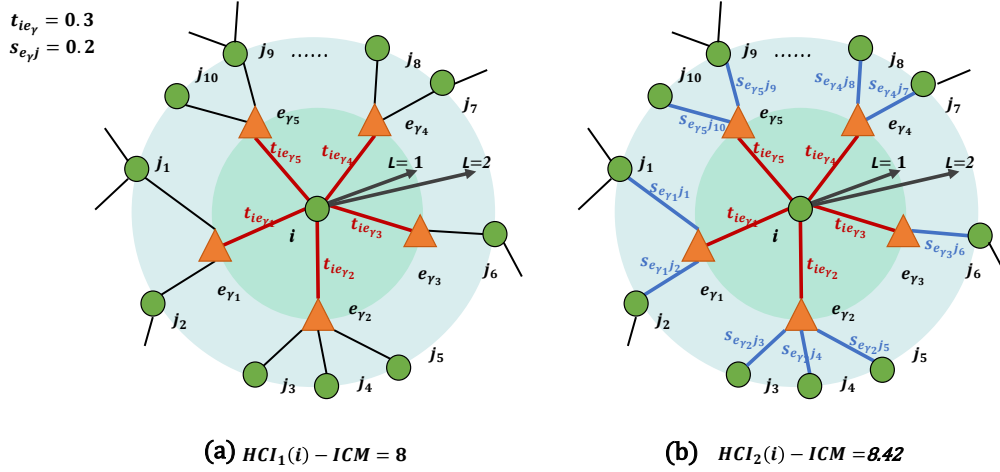 t_{ie_γ} = 0.3
s_{e_γ j} = 0.2
j_9 ...... j_8
j_{10} j_7
e_{γ_5} e_{γ_4}
t_{ie_{γ_5}} t_{ie_{γ_4}}
L= 1 L=2
j_1
t_{ie_{γ_1}} t_{ie_{γ_3}}
i
j_6
e_{γ_3}
t_{ie_{γ_2}}
e_{γ_1}
e_{γ_2}
j_2
j_5
j_3 j_4
(a) HCI_1(i) − ICM = 8
j_9 ...... j_8
j_{10} s_{e_{γ_5}j_9} s_{e_{γ_4}j_8} s_{e_{γ_4}j_7} j_7
s_{e_{γ_5}j_{10}} e_{γ_5} e_{γ_4}
t_{ie_{γ_5}} t_{ie_{γ_4}}
L= 1 L=2
j_1
s_{e_{γ_1}j_1}
t_{ie_{γ_1}} t_{ie_{γ_3}}
i
s_{e_{γ_3}j_6} j_6
s_{e_{γ_1}j_2} t_{ie_{γ_2}} e_{γ_3}
e_{γ_1}
e_{γ_2}
j_2
s_{e_{γ_2}j_3} s_{e_{γ_2}j_4} s_{e_{γ_2}j_5} j_5
j_3 j_4
(b) HCI_2(i) − ICM = 8.42